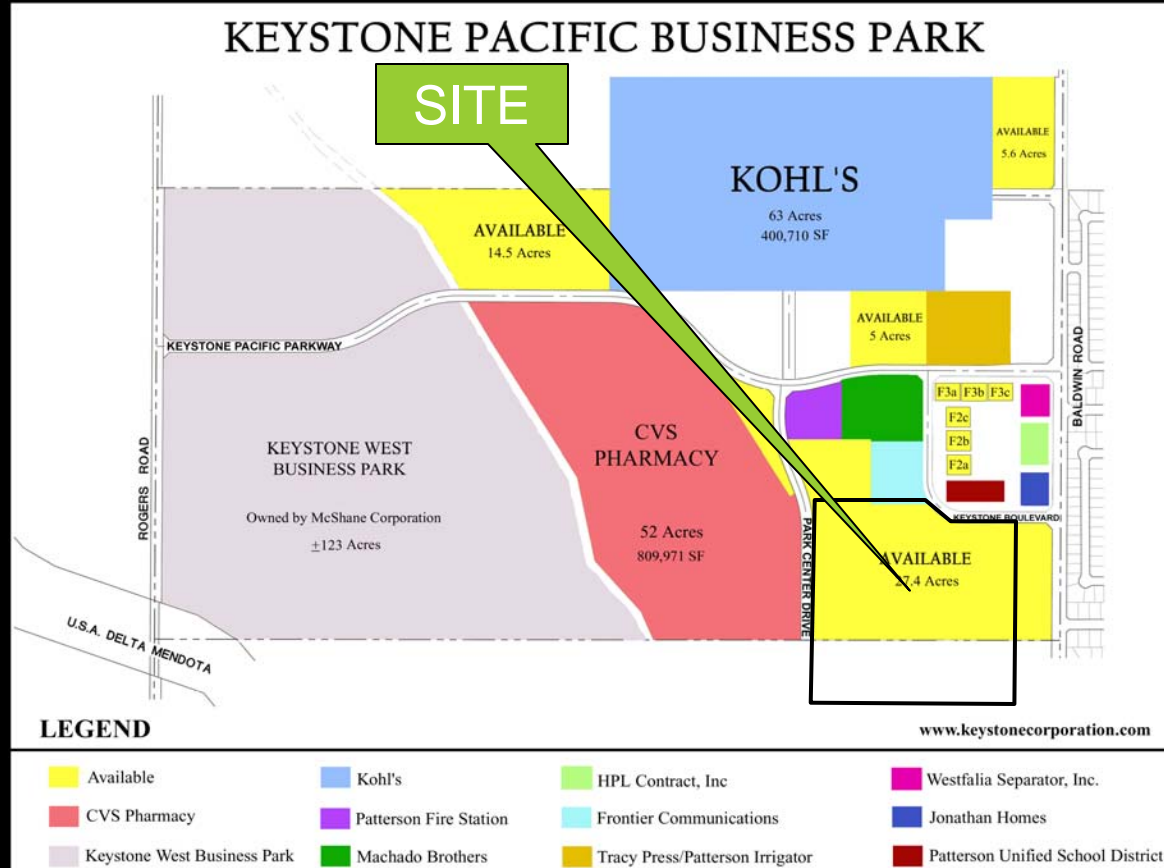 KEYSTONE PACIFIC BUSINESS PARK
SITE
AVAILABLE
5.6 Acres
KOHL'S
63 Acres
400,710 SF
AVAILABLE
14.5 Acres
AVAILABLE
5 Acres
KEYSTONE PACIFIC PARKWAY
BALDWIN ROAD
F3a
F3b
F3c
F2c
F2b
F2a
ROGERS ROAD
KEYSTONE WEST
BUSINESS PARK
Owned by McShane Corporation
±123 Acres
CVS
PHARMACY
52 Acres
809,971 SF
PARK CENTER DRIVE
KEYSTONE BOULEVARD
AVAILABLE
27.4 Acres
U.S.A. DELTA MENDOTA
LEGEND
www.keystonecorporation.com
Available
Kohl's
HPL Contract, Inc
Westfalia Separator, Inc.
CVS Pharmacy
Patterson Fire Station
Frontier Communications
Jonathan Homes
Keystone West Business Park
Machado Brothers
Tracy Press/Patterson Irrigator
Patterson Unified School District